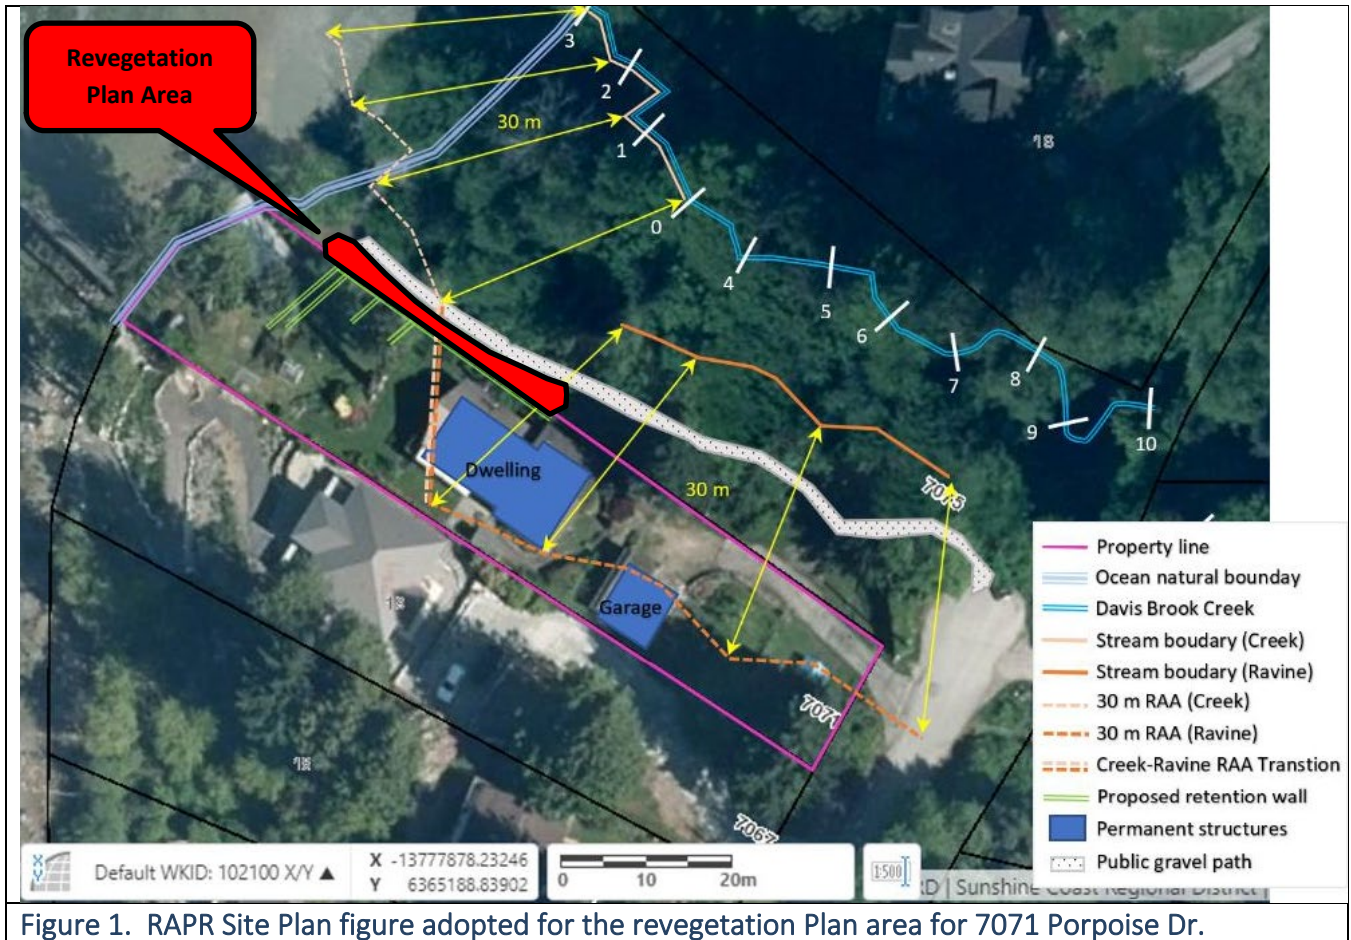 Revegetation
Plan Area
3
2
30 m
1
18
0
4
5
6
7
8
9
10
Dwelling
30 m
7075
Garage
7071
7067
Property line
Ocean natural bounday
Davis Brook Creek
Stream boudary (Creek)
Stream boudary (Ravine)
30 m RAA (Creek)
30 m RAA (Ravine)
Creek-Ravine RAA Transtion
Proposed retention wall
Permanent structures
Public gravel path
X
Y
Default WKID: 102100 X/Y ▲
X -13777878.23246
Y 6365188.83902
0 10 20m
1:500
D | Sunshine Coast Regional District
Figure 1. RAPR Site Plan figure adopted for the revegetation Plan area for 7071 Porpoise Dr.